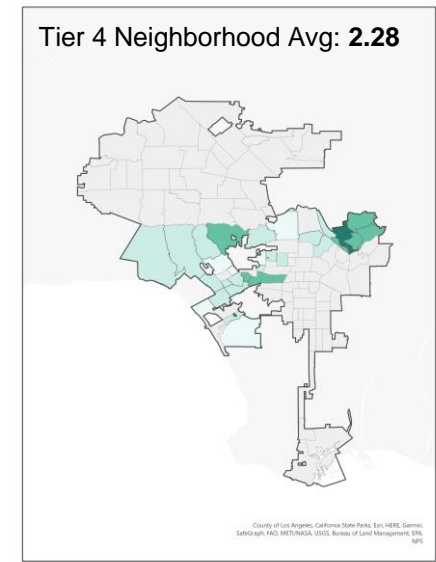 Tier 4 Neighborhood Avg: 2.28
County of Los Angeles, California State Parks, Esri, HERE, Garmin,
SafeGraph, FAO, METI/NASA, USGS, Bureau of Land Management, EPA,
NPS